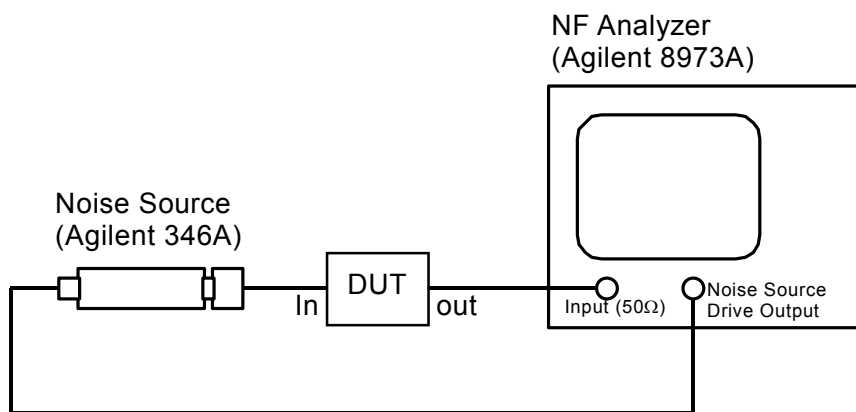 NF Analyzer
(Agilent 8973A)
Noise Source
(Agilent 346A)
DUT
In
out
Input (50Ω)
Noise Source
Drive Output